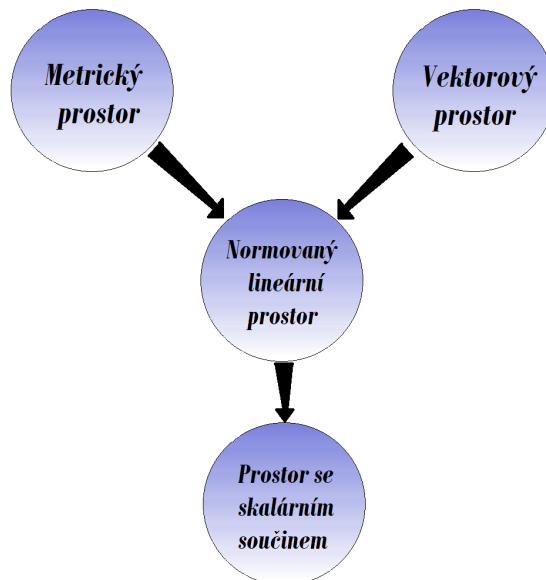 Metrický
prostor
Vektorový
prostor
Normovaný
lineární
prostor
Prostor se
skalárním
součinem